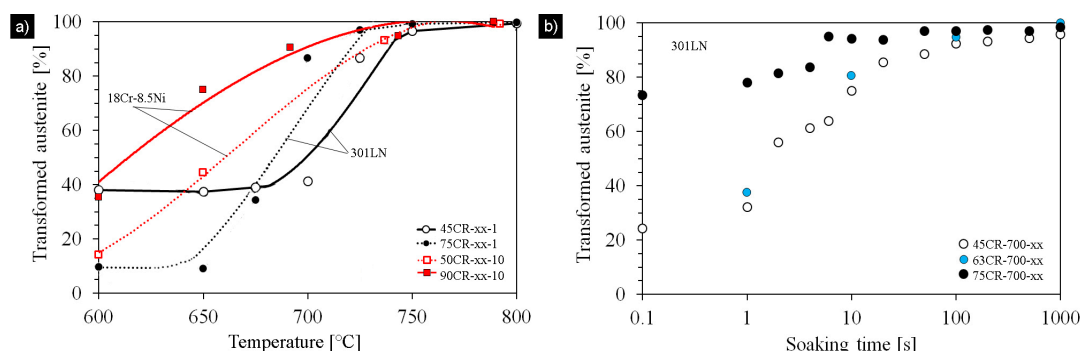 a)
Transformed austenite [%]
100
80
60
40
20
0
18Cr-8.5Ni
301LN
45CR-xx-1
75CR-xx-1
50CR-xx-10
90CR-xx-10
600 650 700 750 800
Temperature [°C]
b)
Transformed austenite [%]
100
80
60
40
20
0
301LN
45CR-700-xx
63CR-700-xx
75CR-700-xx
0.1 1 10 100 1000
Soaking time [s]